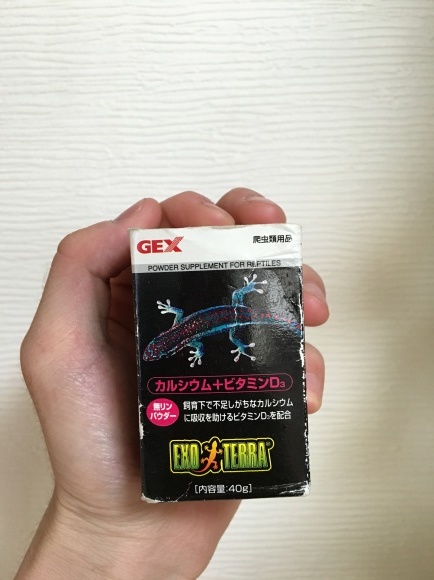 GEX 爬虫類用品
POWDER SUPPLEMENT FOR REPTILES
カルシウム+ビタミンD3
無リン
パウダー
飼育下で不足しがちなカルシウム
に吸収を助けるビタミンD3を配合
EXO TERRA
[内容量:40g]